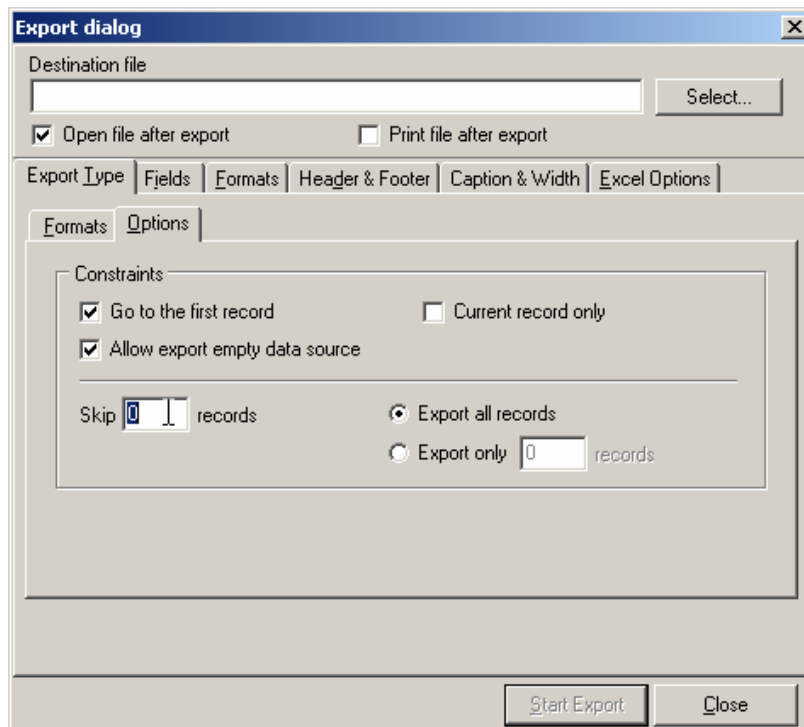 Export dialog
Destination file
Select...
Open file after export Print file after export
Export Type Fields Formats Header & Footer Caption & Width Excel Options
Formats Options
Constraints
Go to the first record Current record only
Allow export empty data source
Skip 0 records Export all records
Export only 0 records
Start Export Close